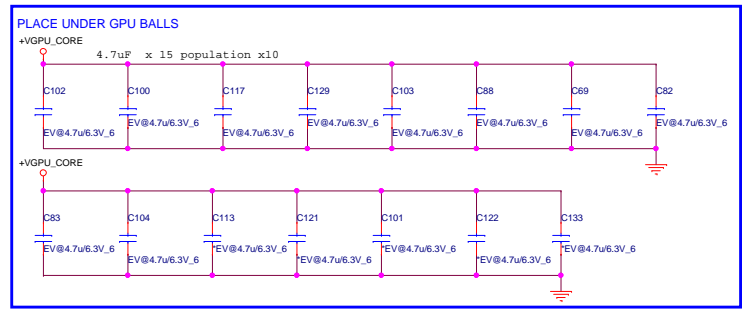 PLACE UNDER GPU BALLS
+VGPU_CORE
4.7uF x 15 population x10
C102 C100 C117 C129 C103 C88 C69 C82
EV@4.7u/6.3V_6 EV@4.7u/6.3V_6 EV@4.7u/6.3V_6 EV@4.7u/6.3V_6 EV@4.7u/6.3V_6 EV@4.7u/6.3V_6 EV@4.7u/6.3V_6 EV@4.7u/6.3V_6
+VGPU_CORE
C83 C104 C113 C121 C101 C122 C133
EV@4.7u/6.3V_6 EV@4.7u/6.3V_6 *EV@4.7u/6.3V_6 *EV@4.7u/6.3V_6 *EV@4.7u/6.3V_6 *EV@4.7u/6.3V_6 *EV@4.7u/6.3V_6